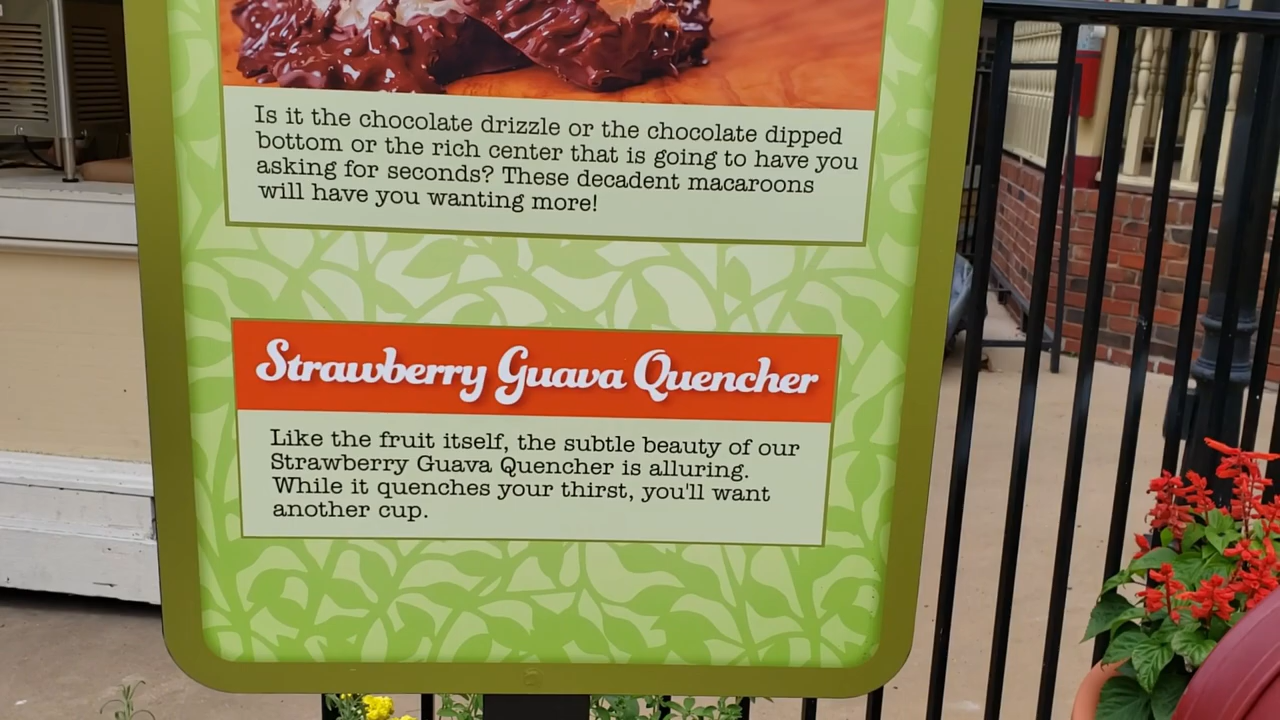 Is it the chocolate drizzle or the chocolate dipped
bottom or the rich center that is going to have you
asking for seconds? These decadent macaroons
will have you wanting more!
Strawberry Guava Quencher
Like the fruit itself, the subtle beauty of our
Strawberry Guava Quencher is alluring.
While it quenches your thirst, you'll want
another cup.